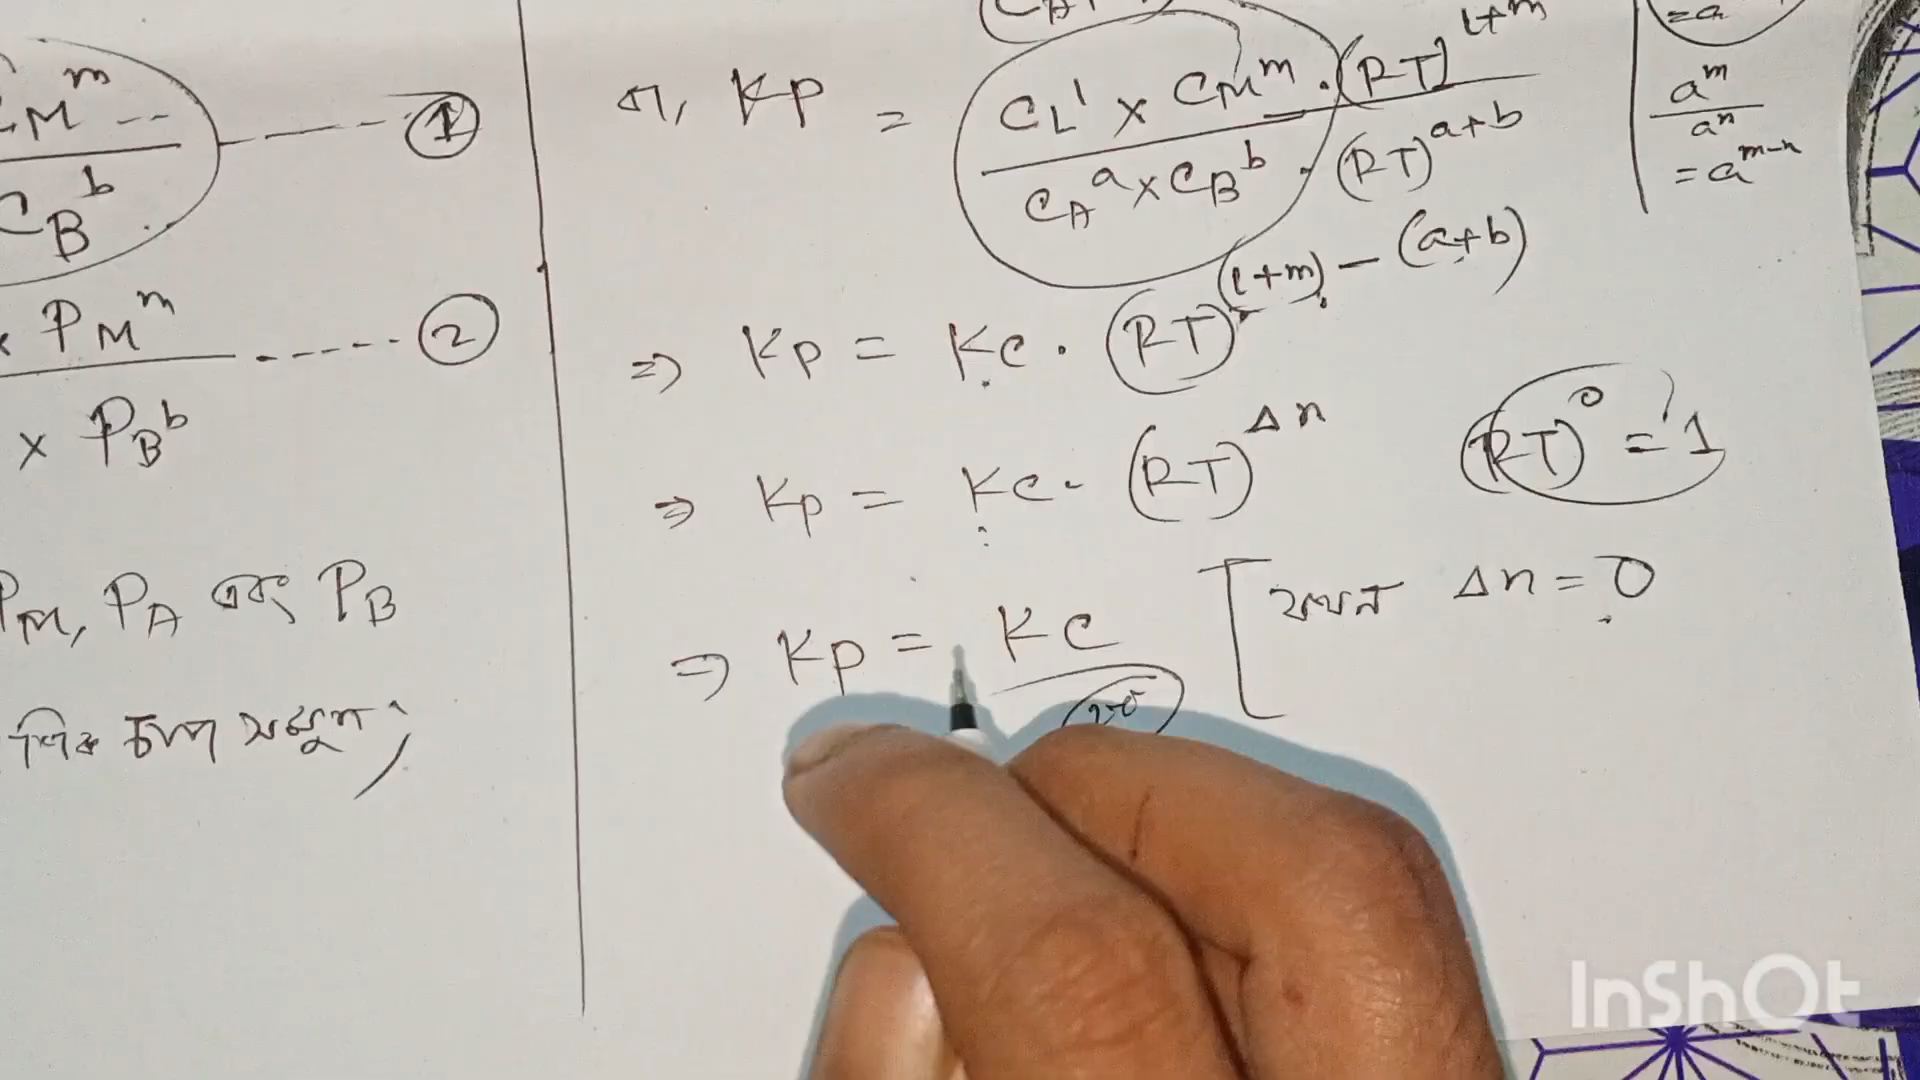 M^m
C_B^b
---- ①
× P_M^m
----- ②
× P_B^b
P_M, P_A এবং P_B
চাপ
বা, Kp = C_L^l × C_M^m . (RT)^l+m
C_A^a × C_B^b . (RT)^a+b
⇒ Kp = Kc . (RT)^(l+m) - (a+b)
⇒ Kp = Kc . (RT)^Δn
⇒ Kp = Kc [যখন Δn = 0
= a
a^m
a^n
= a^m-n
(RT)^0 = 1
InShOt